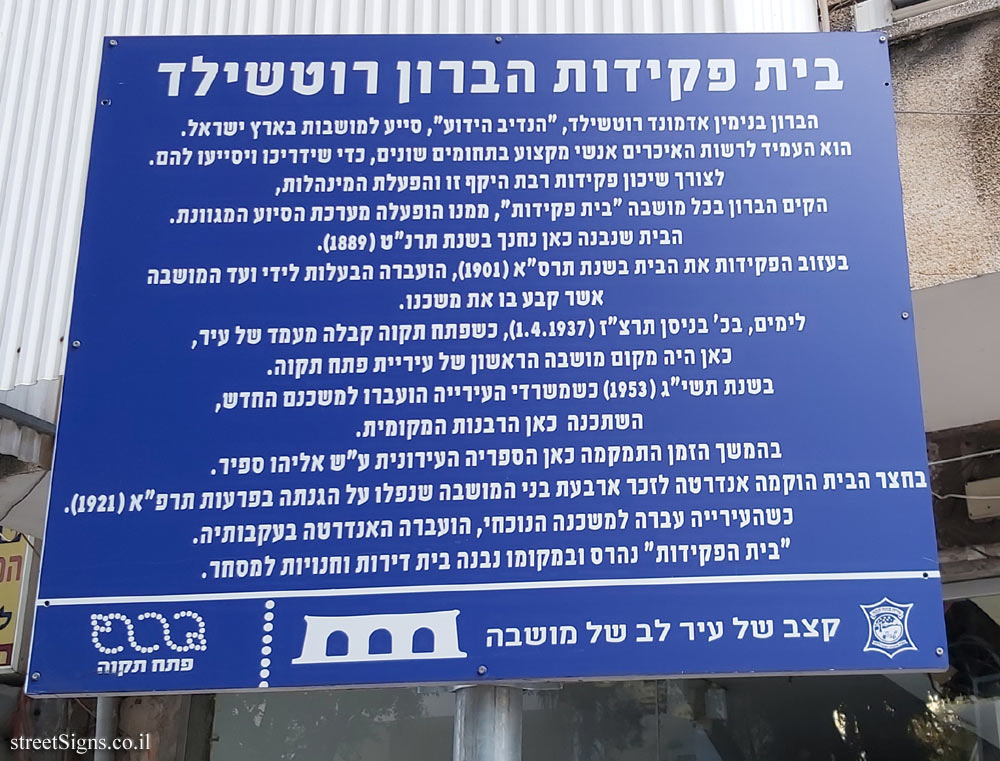 בית פקידות הברון רוטשילד
הברון בנימין אדמונד רוטשילד, "הנדיב הידוע", סייע למושבות בארץ ישראל.
הוא העמיד לרשות האיכרים אנשי מקצוע בתחומים שונים, כדי שידריכו ויסייעו להם.
לצורך שיכון פקידות רבת היקף זו והפעלת המינהלות,
הקים הברון בכל מושבה "בית פקידות", ממנו הופעלה מערכת הסיוע המגוונת.
הבית שנבנה כאן נחנך בשנת תרנ"ט (1889).
בעזוב הפקידות את הבית בשנת תרס"א (1901), הועברה הבעלות לידי ועד המושבה
אשר קבע בו את משכנו.
לימים, בכ' בניסן תרצ"ז (1.4.1937), כשפתח תקוה קבלה מעמד של עיר,
כאן היה מקום מושבה הראשון של עיריית פתח תקוה.
בשנת תשי"ג (1953) כשמשרדי העירייה הועברו למשכנם החדש,
השתכנה כאן הרבנות המקומית.
בהמשך הזמן התמקמה כאן הספריה העירונית ע"ש אליהו ספיר.
בחצר הבית הוקמה אנדרטה לזכר ארבעת בני המושבה שנפלו על הגנתה בפרעות תרפ"א (1921).
כשהעירייה עברה למשכנה הנוכחי, הועברה האנדרטה בעקבותיה.
"בית הפקידות" נהרס ובמקומו נבנה בית דירות וחנויות למסחר.
קצב של עיר לב של מושבה
פתח תקוה
streetSigns.co.il